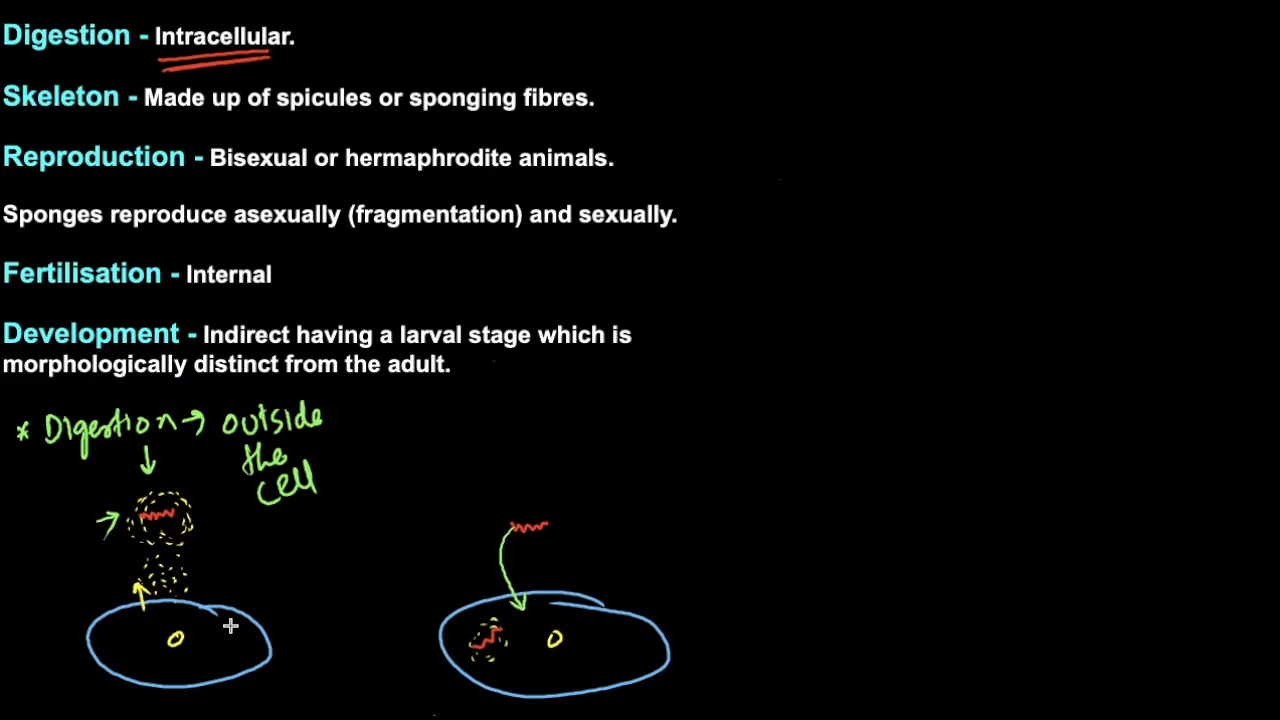 Digestion - Intracellular.
Skeleton - Made up of spicules or sponging fibres.
Reproduction - Bisexual or hermaphrodite animals.
Sponges reproduce asexually (fragmentation) and sexually.
Fertilisation - Internal
Development - Indirect having a larval stage which is
morphologically distinct from the adult.
* Digestion → outside
the
cell